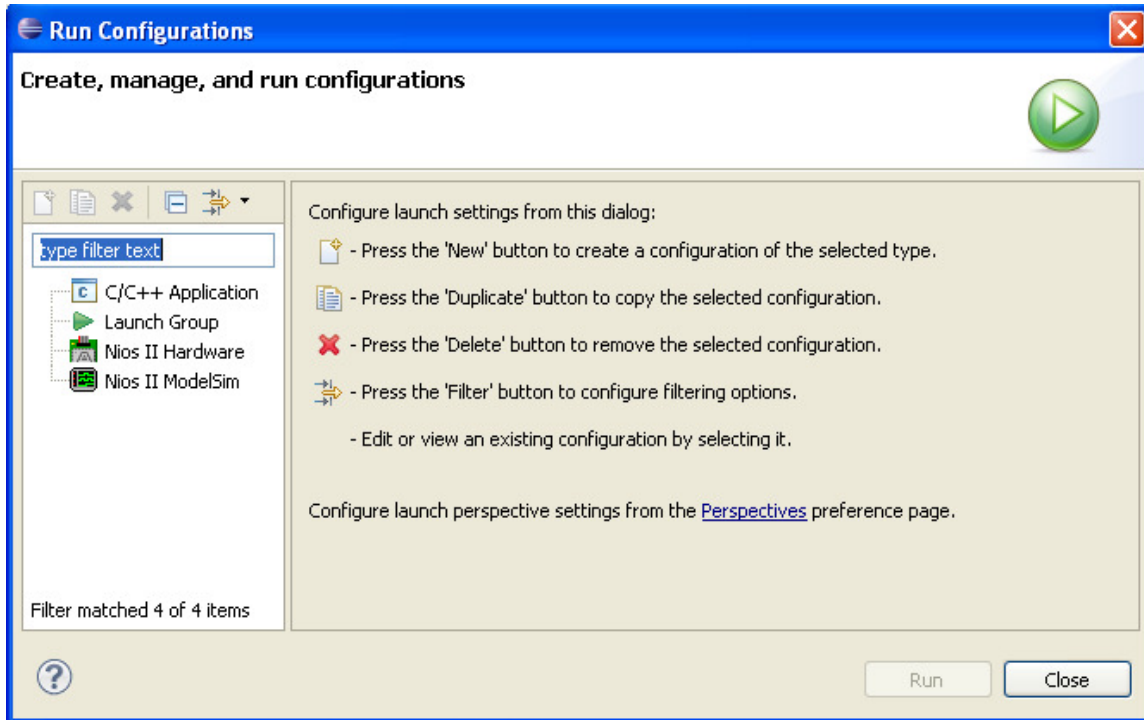 Run Configurations
Create, manage, and run configurations
type filter text
C/C++ Application
Launch Group
Nios II Hardware
Nios II ModelSim
Filter matched 4 of 4 items
Configure launch settings from this dialog:
- Press the 'New' button to create a configuration of the selected type.
- Press the 'Duplicate' button to copy the selected configuration.
- Press the 'Delete' button to remove the selected configuration.
- Press the 'Filter' button to configure filtering options.
- Edit or view an existing configuration by selecting it.
Configure launch perspective settings from the Perspectives preference page.
Run
Close